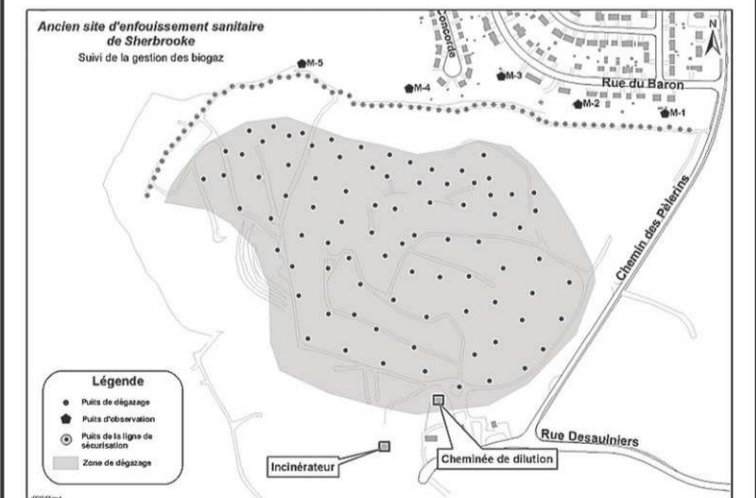 Ancien site d'enfouissement sanitaire
de Sherbrooke
Suivi de la gestion des biogaz
M-5
M-4
M-3
M-2
M-1
Concorde
Rue du Baron
N
Chemin des Pèlerins
Rue Desaulniers
Incinérateur
Cheminée de dilution
Légende
Puits de dégazage
Puits d'observation
Puits de la ligne de
sécurisation
Zone de dégazage